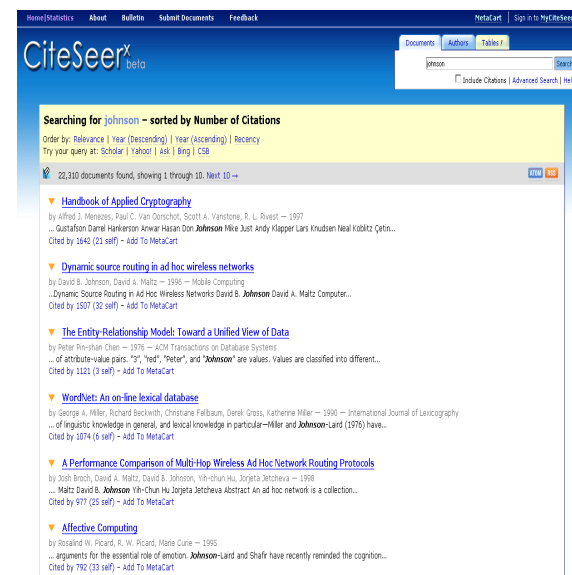 Home|Statistics About Bulletin Submit Documents Feedback MetaCart Sign in to MyCiteSeer
CiteSeerx beta
Documents Authors Tables
johnson Search
Include Citations | Advanced Search | Hel
Searching for johnson – sorted by Number of Citations
Order by: Relevance | Year (Descending) | Year (Ascending) | Recency
Try your query at: Scholar | Yahoo! | Ask | Bing | CSB
22,310 documents found, showing 1 through 10. Next 10 → ATOM RSS
Handbook of Applied Cryptography
by Alfred J. Menezes, Paul C. Van Oorschot, Scott A. Vanstone, R. L. Rivest — 1997
... Gustafson Darrel Hankerson Anwar Hasan Don Johnson Mike Just Andy Klapper Lars Knudsen Neal Koblitz Çetin...
Cited by 1642 (21 self) – Add To MetaCart
Dynamic source routing in ad hoc wireless networks
by David B. Johnson, David A. Maltz — 1996 — Mobile Computing
...Dynamic Source Routing in Ad Hoc Wireless Networks David B. Johnson David A. Maltz Computer...
Cited by 1507 (32 self) – Add To MetaCart
The Entity-Relationship Model: Toward a Unified View of Data
by Peter Pin-shan Chen — 1976 — ACM Transactions on Database Systems
... of attribute-value pairs. "3", "red", "Peter", and "Johnson" are values. Values are classified into different...
Cited by 1121 (3 self) – Add To MetaCart
WordNet: An on-line lexical database
by George A. Miller, Richard Beckwith, Christiane Fellbaum, Derek Gross, Katherine Miller — 1990 — International Journal of Lexicography
... of linguistic knowledge in general, and lexical knowledge in particular—Miller and Johnson-Laird (1976) have...
Cited by 1074 (6 self) – Add To MetaCart
A Performance Comparison of Multi-Hop Wireless Ad Hoc Network Routing Protocols
by Josh Broch, David A. Maltz, David B. Johnson, Yih-chun Hu, Jorjeta Jetcheva — 1998
.... Maltz David B. Johnson Yih-Chun Hu Jorjeta Jetcheva Abstract An ad hoc network is a collection...
Cited by 977 (25 self) – Add To MetaCart
Affective Computing
by Rosalind W. Picard, R. W. Picard, Marie Curie — 1995
... arguments for the essential role of emotion. Johnson-Laird and Shafir have recently reminded the cognition...
Cited by 792 (33 self) – Add To MetaCart